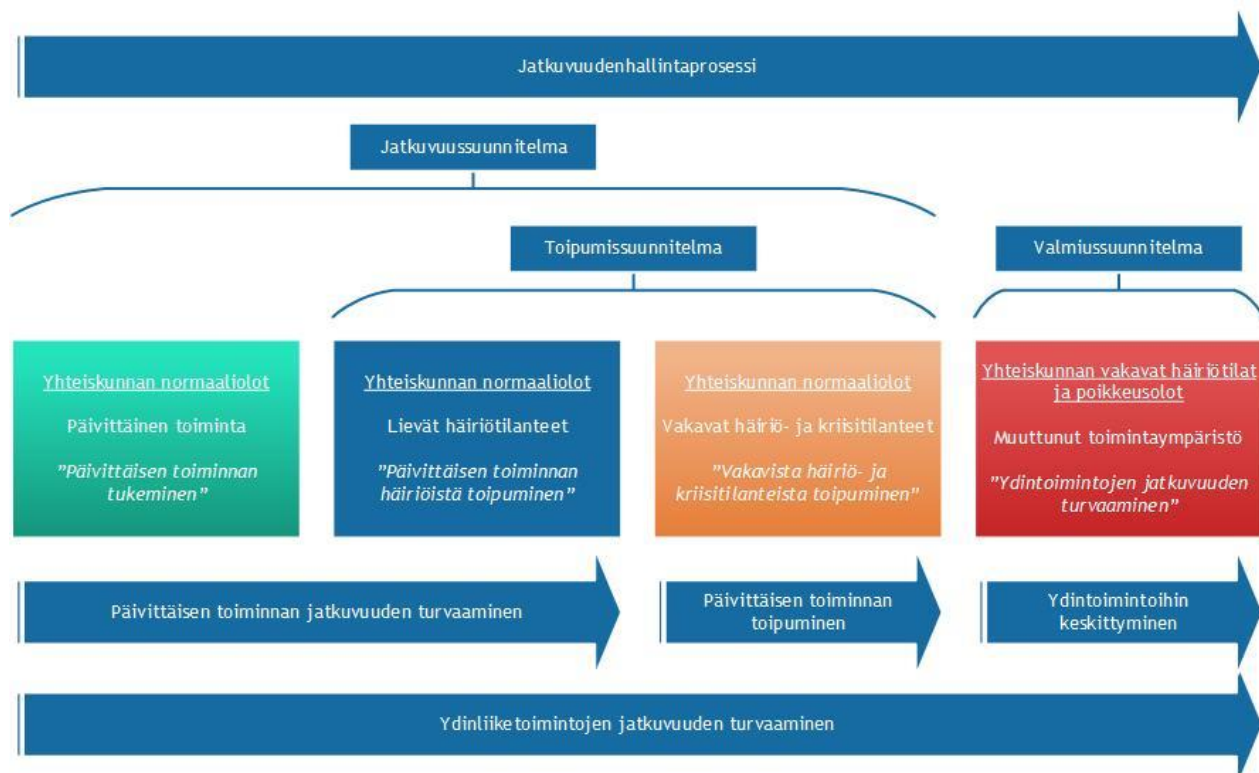 Jatkuvuudenhallintaprosessi
Jatkuvuussuunnitelma
Toipumissuunnitelma
Valmiussuunnitelma
Yhteiskunnan normaaliolot
Päivittäinen toiminta
”Päivittäisen toiminnan
tukeminen”
Yhteiskunnan normaaliolot
Lievät häiriötilanteet
”Päivittäisen toiminnan
häiriöistä toipuminen”
Yhteiskunnan normaaliolot
Vakavat häiriö- ja kriisitilanteet
”Vakavista häiriö- ja
kriisitilanteista toipuminen”
Yhteiskunnan vakavat häiriötilat
ja poikkeusolot
Muuttunut toimintaympäristö
”Ydintoimintojen jatkuvuuden
turvaaminen”
Päivittäisen toiminnan jatkuvuuden turvaaminen
Päivittäisen toiminnan
toipuminen
Ydintoimintoihin
keskittyminen
Ydinliiketoimintojen jatkuvuuden turvaaminen